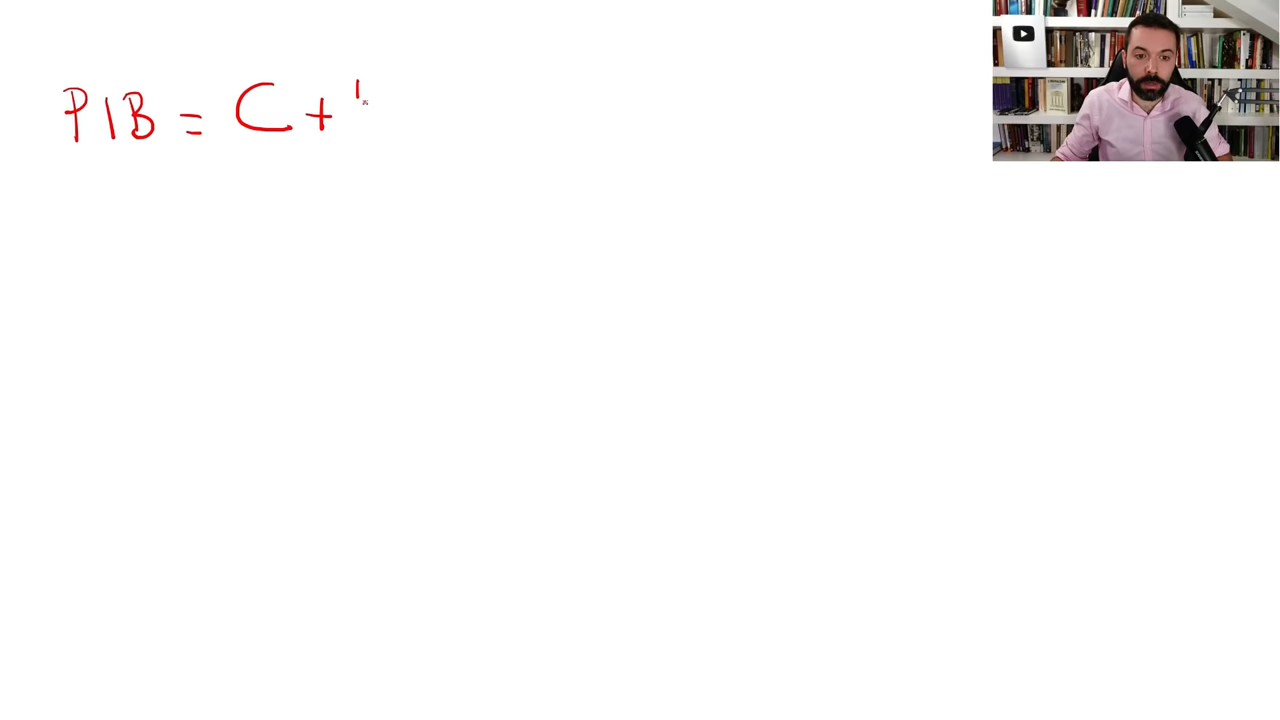 PIB = C +